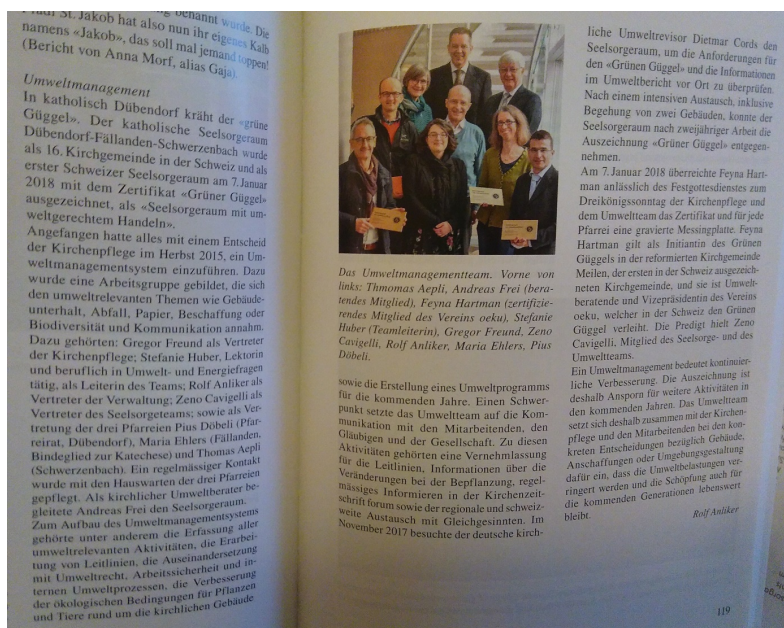 benannt wurde. Die
St. Jakob hat also nun ihr eigenes Kalb
namens «Jakob», das soll mal jemand toppen!
(Bericht von Anna Morf, alias Gaja).
Umweltmanagement
In katholisch Dübendorf kräht der «grüne
Güggel». Der katholische Seelsorgeraum
Dübendorf-Fällanden-Schwerzenbach wurde
als 16. Kirchgemeinde in der Schweiz und als
erster Schweizer Seelsorgeraum am 7. Januar
2018 mit dem Zertifikat «Grüner Güggel»
ausgezeichnet, als «Seelsorgeraum mit um-
weltgerechtem Handeln».
Angefangen hatte alles mit einem Entscheid
der Kirchenpflege im Herbst 2015, ein Um-
weltmanagementsystem einzuführen. Dazu
wurde eine Arbeitsgruppe gebildet, die sich
den umweltrelevanten Themen wie Gebäude-
unterhalt, Abfall, Papier, Beschaffung oder
Biodiversität und Kommunikation annahm.
Dazu gehörten: Gregor Freund als Vertreter
der Kirchenpflege; Stefanie Huber, Lektorin
und beruflich in Umwelt- und Energiefragen
tätig, als Leiterin des Teams; Rolf Anliker als
Vertreter der Verwaltung; Zeno Cavigelli als
Vertreter des Seelsorgeteams; sowie als Ver-
tretung der drei Pfarreien Pius Döbeli (Pfar-
reirat, Dübendorf), Maria Ehlers (Fällanden,
Bindeglied zur Katechese) und Thomas Aepli
(Schwerzenbach). Ein regelmässiger Kontakt
wurde mit den Hauswarten der drei Pfarreien
gepflegt. Als kirchlicher Umweltberater be-
gleitete Andreas Frei den Seelsorgeraum.
Zum Aufbau des Umweltmanagementsystems
gehörte unter anderem die Erfassung aller
umweltrelevanten Aktivitäten, die Erarbei-
tung von Leitlinien, die Auseinandersetzung
mit Umweltrecht, Arbeitssicherheit und in-
ternen Umweltprozessen, die Verbesserung
der ökologischen Bedingungen für Pflanzen
und Tiere rund um die kirchlichen Gebäude
Das Umweltmanagementteam. Vorne von
links: Thmomas Aepli, Andreas Frei (bera-
tendes Mitglied), Feyna Hartman (zertifizie-
rendes Mitglied des Vereins oeku), Stefanie
Huber (Teamleiterin), Gregor Freund, Zeno
Cavigelli, Rolf Anliker, Maria Ehlers, Pius
Döbeli.
sowie die Erstellung eines Umweltprogramms
für die kommenden Jahre. Einen Schwer-
punkt setzte das Umweltteam auf die Kom-
munikation mit den Mitarbeitenden, den
Gläubigen und der Gesellschaft. Zu diesen
Aktivitäten gehörten eine Vernehmlassung
für die Leitlinien, Informationen über die
Veränderungen bei der Bepflanzung, regel-
mässiges Informieren in der Kirchenzeit-
schrift forum sowie der regionale und schweiz-
weite Austausch mit Gleichgesinnten. Im
November 2017 besuchte der deutsche kirch-
liche Umweltrevisor Dietmar Cords den
Seelsorgeraum, um die Anforderungen für
den «Grünen Güggel» und die Informationen
im Umweltbericht vor Ort zu überprüfen.
Nach einem intensiven Austausch, inklusive
Begehung von zwei Gebäuden, konnte der
Seelsorgeraum nach zweijähriger Arbeit die
Auszeichnung «Grüner Güggel» entgegen-
nehmen.
Am 7. Januar 2018 überreichte Feyna Hart-
man anlässlich des Festgottesdienstes zum
Dreikönigssonntag der Kirchenpflege und
dem Umweltteam das Zertifikat und für jede
Pfarrei eine gravierte Messingplatte. Feyna
Hartman gilt als Initiantin des Grünen
Güggels in der reformierten Kirchgemeinde
Meilen, der ersten in der Schweiz ausgezeich-
neten Kirchgemeinde, und sie ist Umwelt-
beratende und Vizepräsidentin des Vereins
oeku, welcher in der Schweiz den Grünen
Güggel verleiht. Die Predigt hielt Zeno
Cavigelli, Mitglied des Seelsorge- und des
Umweltteams.
Ein Umweltmanagement bedeutet kontinuier-
liche Verbesserung. Die Auszeichnung ist
deshalb Ansporn für weitere Aktivitäten in
den kommenden Jahren. Das Umweltteam
setzt sich deshalb zusammen mit der Kirchen-
pflege und den Mitarbeitenden bei den kon-
kreten Entscheidungen bezüglich Gebäude,
Anschaffungen oder Umgebungsgestaltung
dafür ein, dass die Umweltbelastungen ver-
ringert werden und die Schöpfung auch für
die kommenden Generationen lebenswert
bleibt.
Rolf Anliker
119